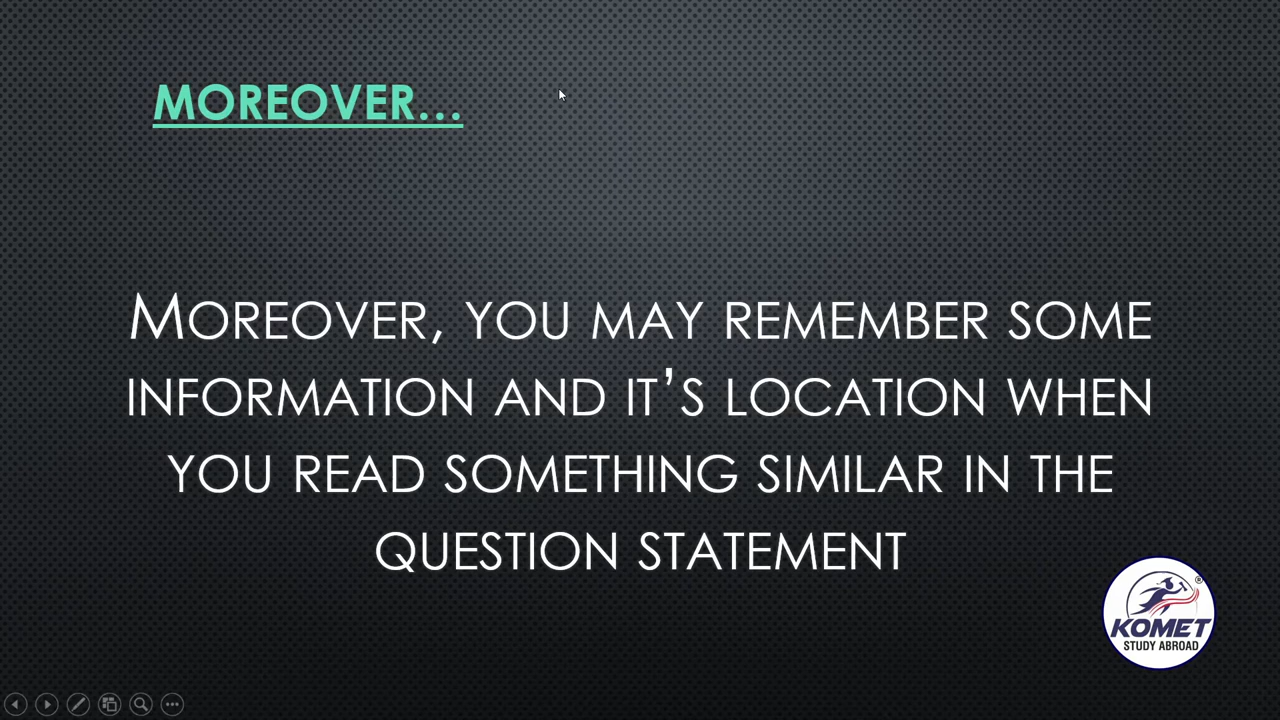 MOREOVER...
MOREOVER, YOU MAY REMEMBER SOME
INFORMATION AND IT'S LOCATION WHEN
YOU READ SOMETHING SIMILAR IN THE
QUESTION STATEMENT
®
KOMET
STUDY ABROAD